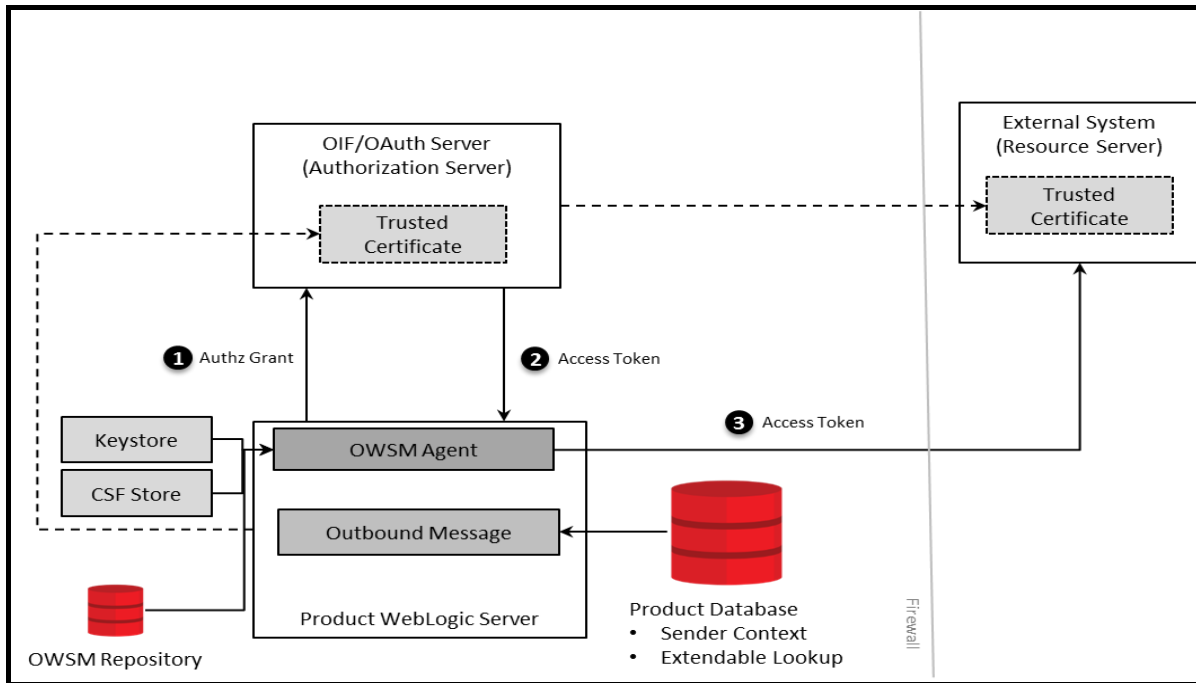 OIF/OAuth Server
(Authorization Server)
Trusted
Certificate
External System
(Resource Server)
Trusted
Certificate
1 Authz Grant
2 Access Token
3 Access Token
Keystore
CSF Store
OWSM Agent
Outbound Message
Product WebLogic Server
OWSM Repository
Product Database
• Sender Context
• Extendable Lookup
Firewall